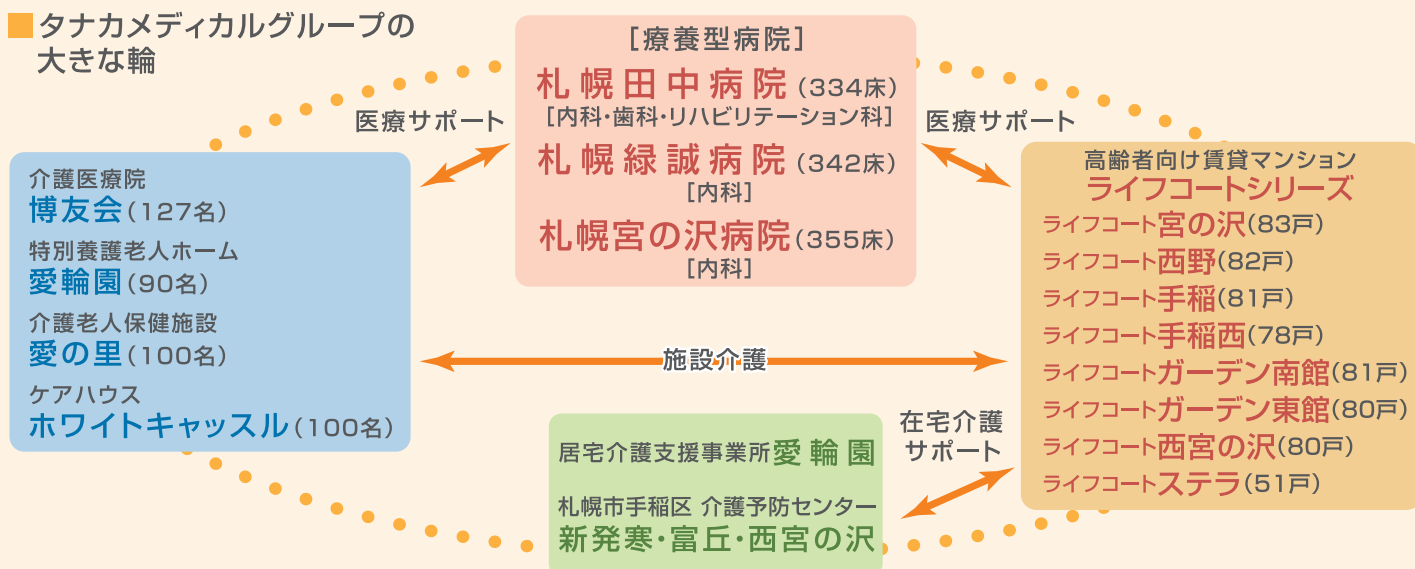 ■タナカメディカルグループの
大きな輪
[療養型病院]
札幌田中病院(334床)
[内科・歯科・リハビリテーション科]
札幌緑誠病院(342床)
[内科]
札幌宮の沢病院(355床)
[内科]
医療サポート
医療サポート
介護医療院
博友会(127名)
特別養護老人ホーム
愛輪園(90名)
介護老人保健施設
愛の里(100名)
ケアハウス
ホワイトキャッスル(100名)
高齢者向け賃貸マンション
ライフコートシリーズ
ライフコート宮の沢(83戸)
ライフコート西野(82戸)
ライフコート手稲(81戸)
ライフコート手稲西(78戸)
ライフコートガーデン南館(81戸)
ライフコートガーデン東館(80戸)
ライフコート西宮の沢(80戸)
ライフコートステラ(51戸)
施設介護
在宅介護
サポート
居宅介護支援事業所 愛輪園
札幌市手稲区 介護予防センター
新発寒・富丘・西宮の沢